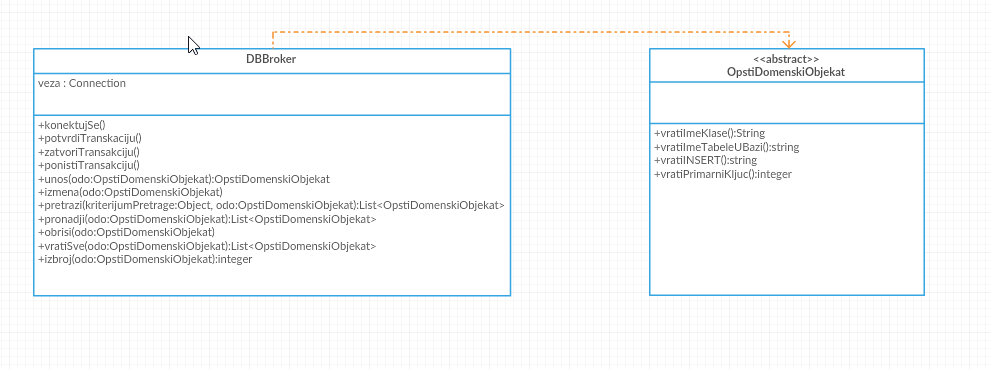 DBBroker
veza : Connection
+konektujSe()
+potvrdiTranskaciju()
+zatvoriTransakciju()
+ponistiTransakciju()
+unos(odo:OpstiDomenskiObjekat):OpstiDomenskiObjekat
+izmena(odo:OpstiDomenskiObjekat)
+pretrazi(kriterijumPretrage:Object, odo:OpstiDomenskiObjekat):List<OpstiDomenskiObjekat>
+pronadji(odo:OpstiDomenskiObjekat):List<OpstiDomenskiObjekat>
+obrisi(odo:OpstiDomenskiObjekat)
+vratiSve(odo:OpstiDomenskiObjekat):List<OpstiDomenskiObjekat>
+izbroj(odo:OpstiDomenskiObjekat):integer
<<abstract>>
OpstiDomenskiObjekat
+vratiImeKlase():String
+vratiImeTabeleUBazi():string
+vratiINSERT():string
+vratiPrimarniKljuc():integer